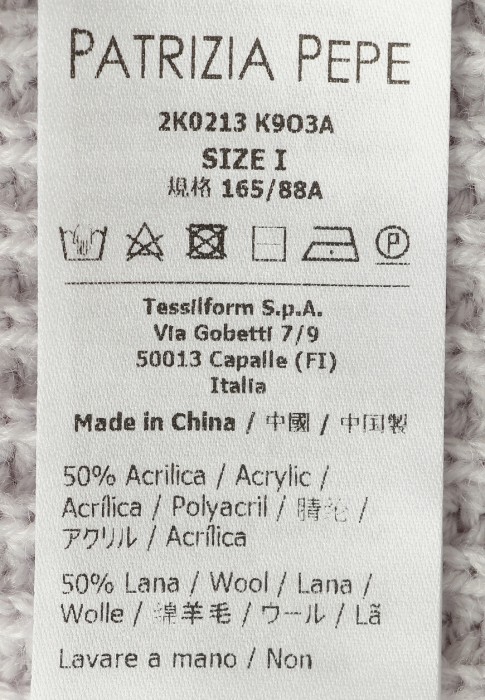 PATRIZIA PEPE
2K0213 K9O3A
SIZE I
規格 165/88A
P
Tessilform S.p.A.
Via Gobetti 7/9
50013 Capalle (FI)
Italia
Made in China / 中國 / 中国製
50% Acrilica / Acrylic /
Acrílica / Polyacril / 腈纶 /
アクリル / Acrílica
50% Lana / Wool / Lana /
Wolle / 绵羊毛 / ウール / Lã
Lavare a mano / Non